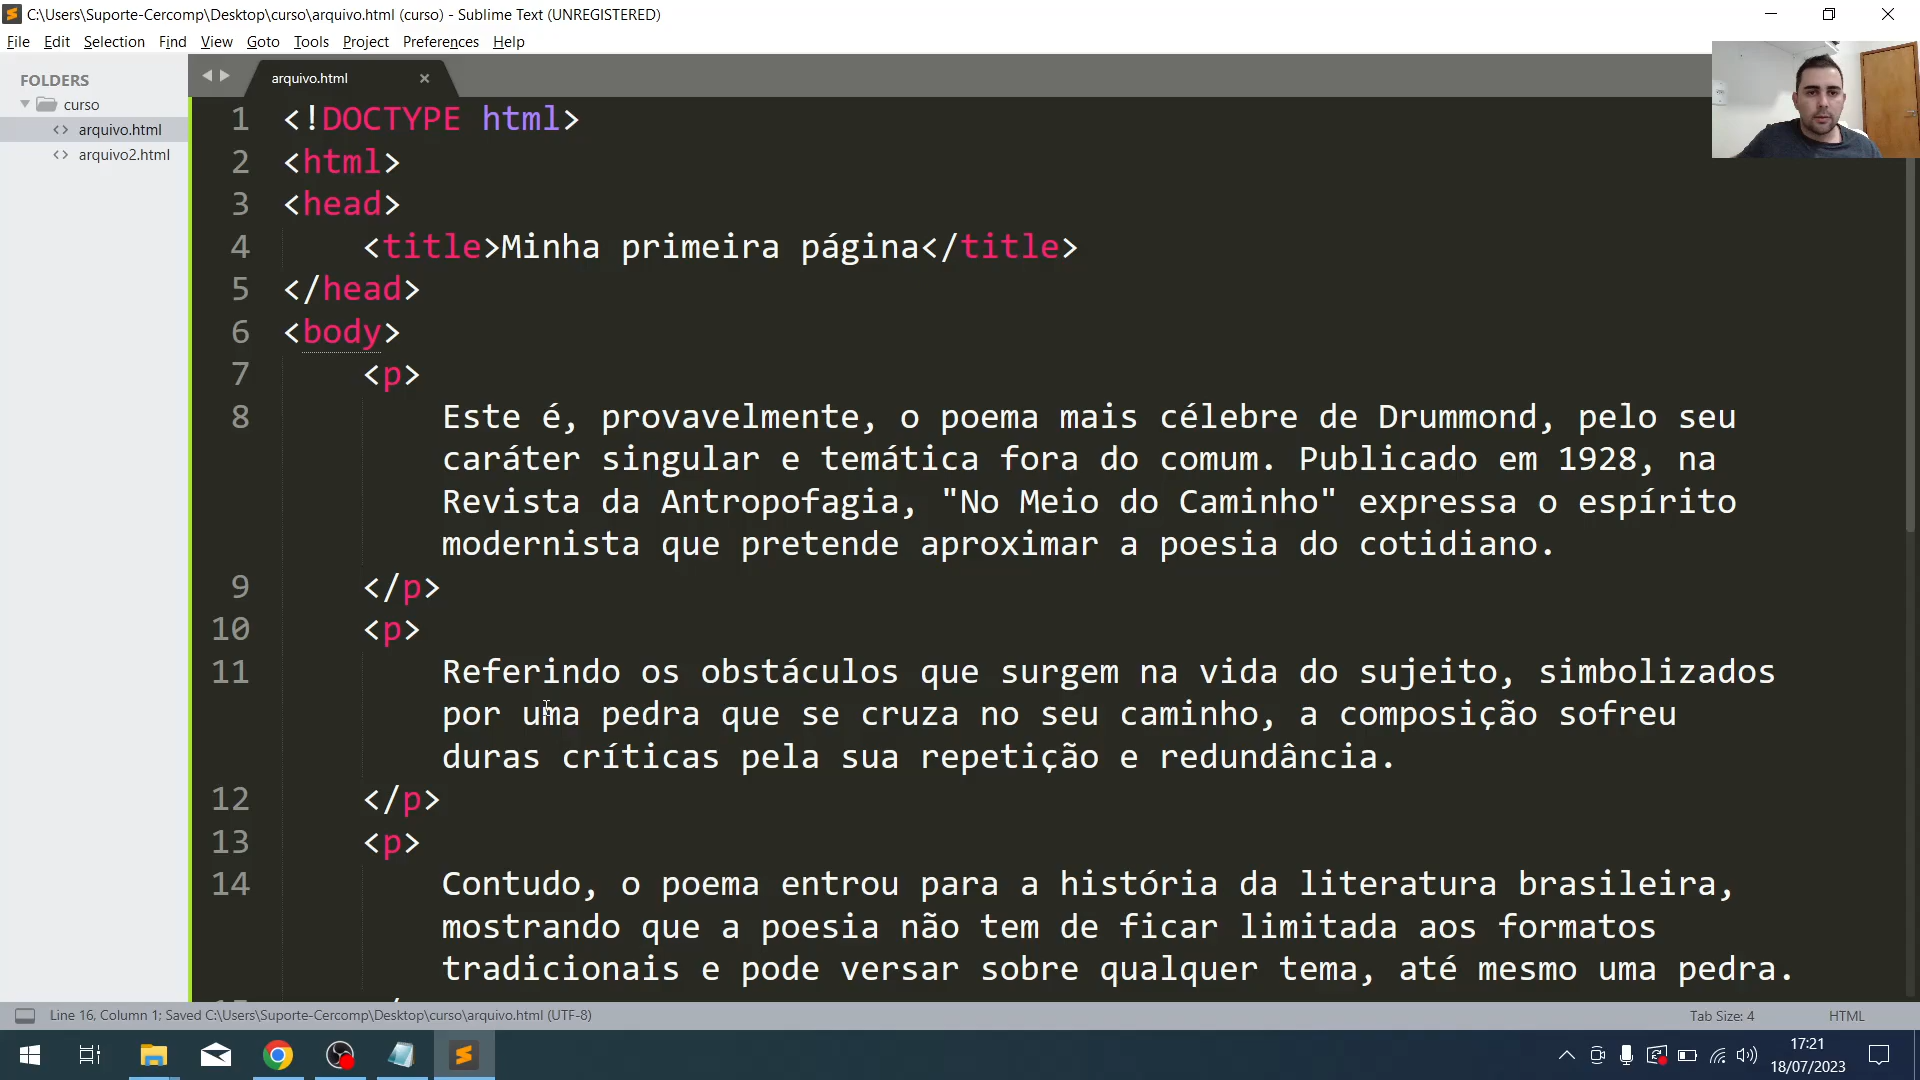 C:\Users\Suporte-Cercomp\Desktop\curso\arquivo.html (curso) - Sublime Text (UNREGISTERED)
File Edit Selection Find View Goto Tools Project Preferences Help
FOLDERS
curso
arquivo.html
arquivo2.html
arquivo.html
1 <!DOCTYPE html>
2 <html>
3 <head>
4 <title>Minha primeira página</title>
5 </head>
6 <body>
7 <p>
8 Este é, provavelmente, o poema mais célebre de Drummond, pelo seu
caráter singular e temática fora do comum. Publicado em 1928, na
Revista da Antropofagia, "No Meio do Caminho" expressa o espírito
modernista que pretende aproximar a poesia do cotidiano.
9 </p>
10 <p>
11 Referindo os obstáculos que surgem na vida do sujeito, simbolizados
por uma pedra que se cruza no seu caminho, a composição sofreu
duras críticas pela sua repetição e redundância.
12 </p>
13 <p>
14 Contudo, o poema entrou para a história da literatura brasileira,
mostrando que a poesia não tem de ficar limitada aos formatos
tradicionais e pode versar sobre qualquer tema, até mesmo uma pedra.
Line 16, Column 1; Saved C:\Users\Suporte-Cercomp\Desktop\curso\arquivo.html (UTF-8)
Tab Size: 4 HTML
17:21
18/07/2023